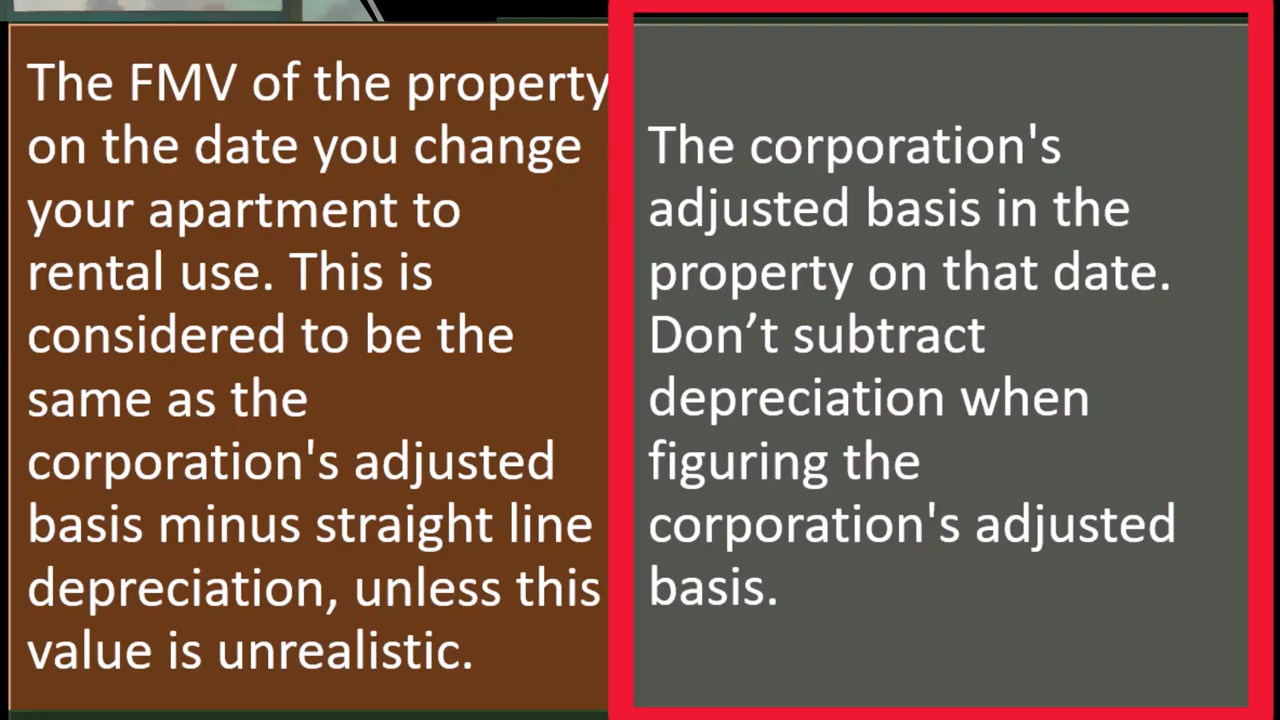 The FMV of the property
on the date you change
your apartment to
rental use. This is
considered to be the
same as the
corporation's adjusted
basis minus straight line
depreciation, unless this
value is unrealistic.
The corporation's
adjusted basis in the
property on that date.
Don’t subtract
depreciation when
figuring the
corporation's adjusted
basis.